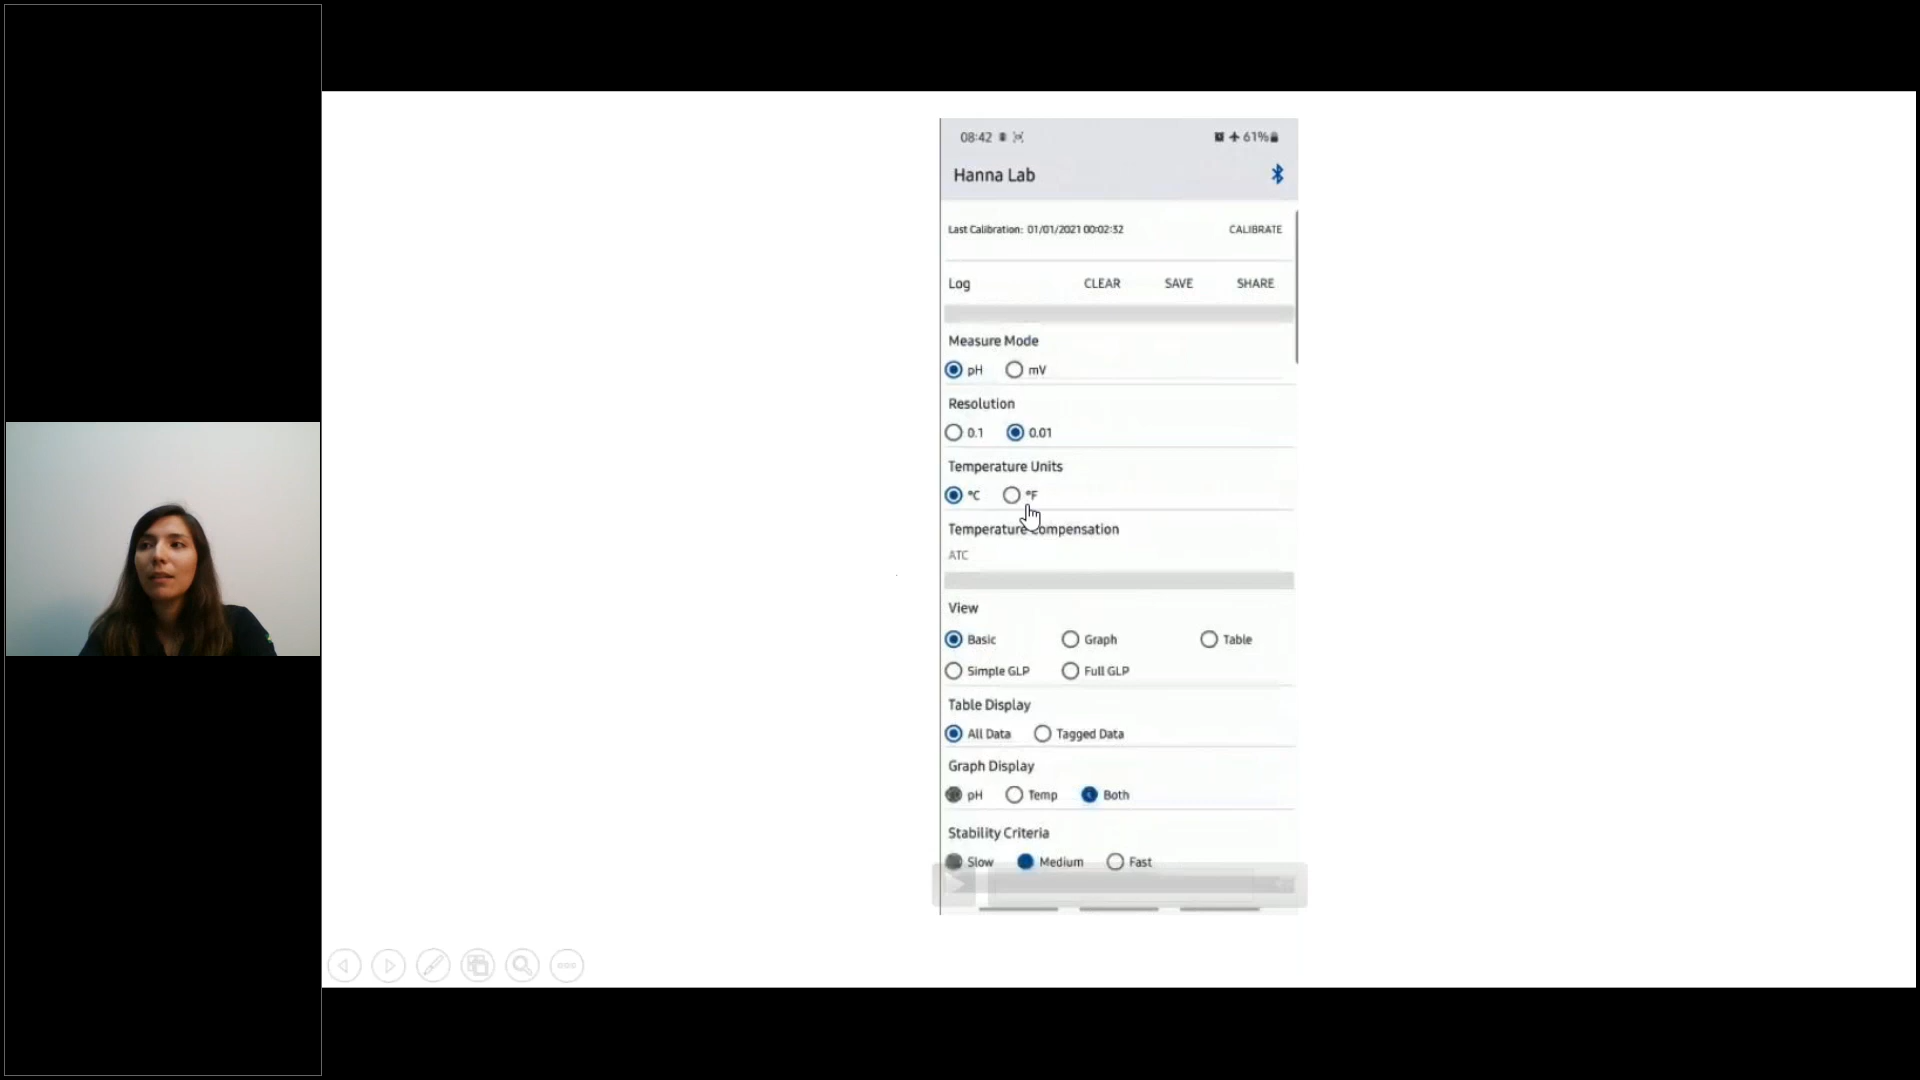 08:42 61%
Hanna Lab
Last Calibration: 01/01/2021 00:02:32 CALIBRATE
Log CLEAR SAVE SHARE
Measure Mode
pH mV
Resolution
0.1 0.01
Temperature Units
°C °F
Temperature Compensation
ATC
View
Basic Graph Table
Simple GLP Full GLP
Table Display
All Data Tagged Data
Graph Display
pH Temp Both
Stability Criteria
Slow Medium Fast